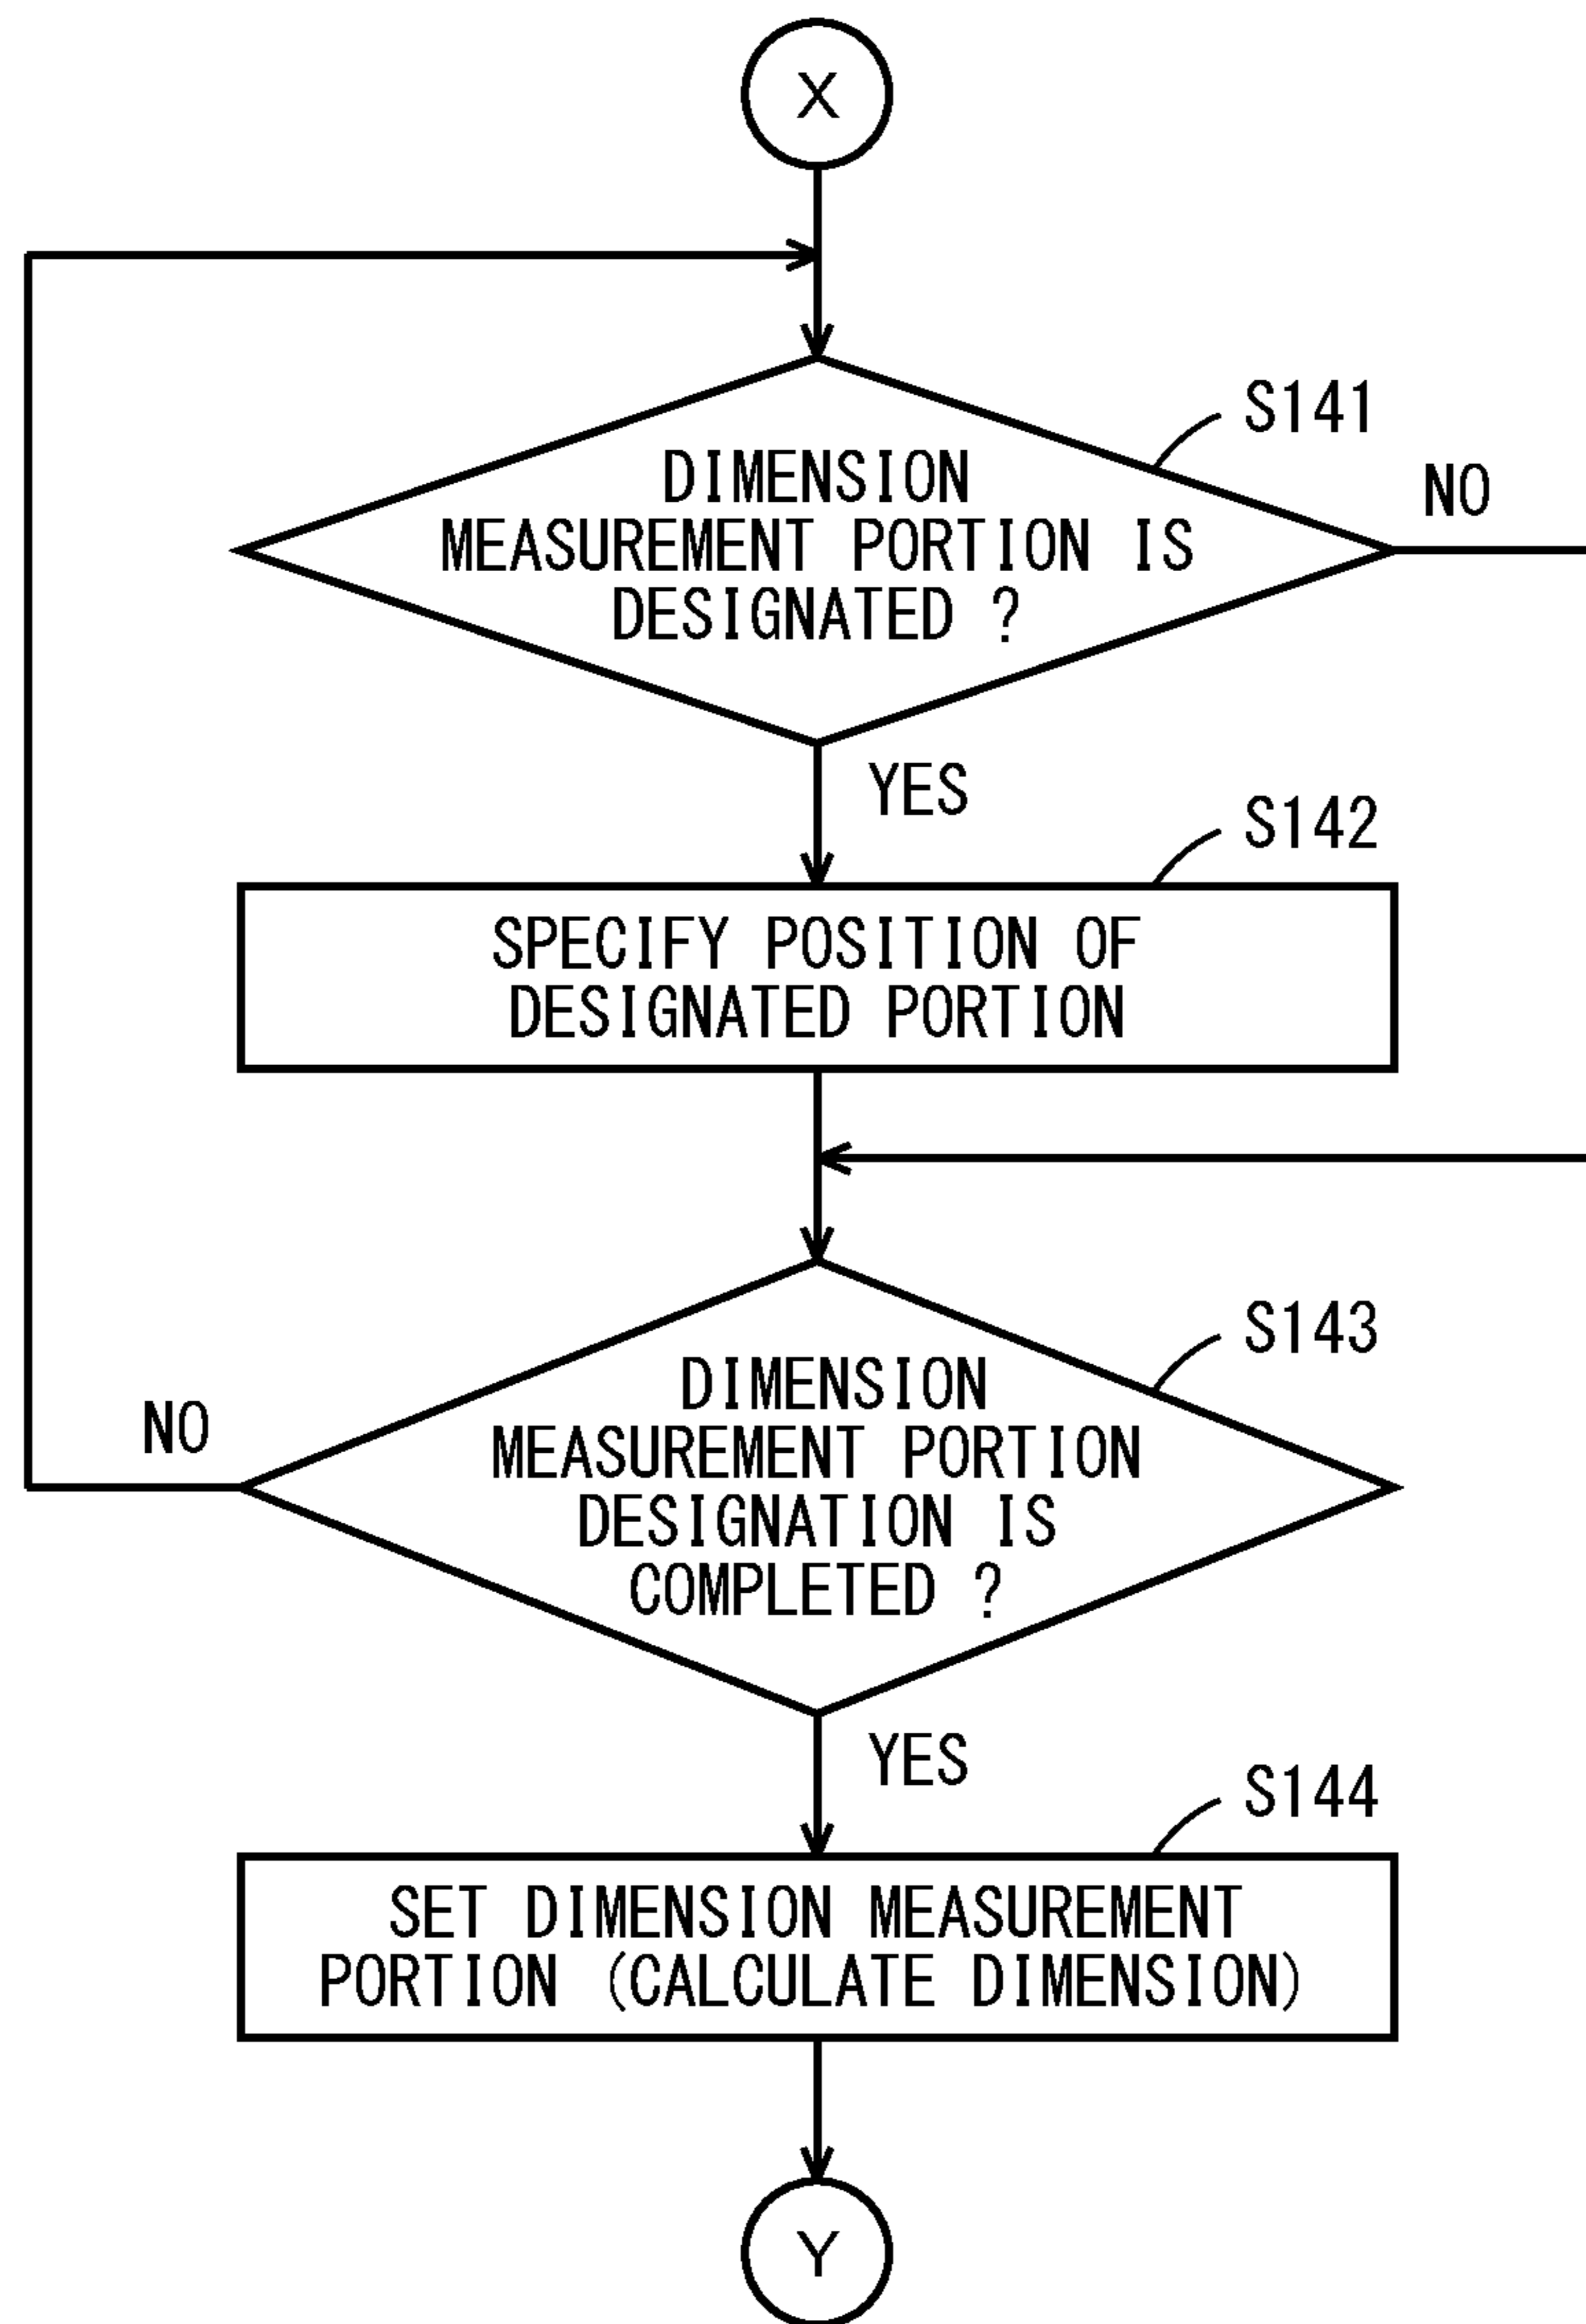 X
S141
DIMENSION
MEASUREMENT PORTION IS
DESIGNATED ?
NO
YES
S142
SPECIFY POSITION OF
DESIGNATED PORTION
S143
DIMENSION
MEASUREMENT PORTION
DESIGNATION IS
COMPLETED ?
NO
YES
S144
SET DIMENSION MEASUREMENT
PORTION (CALCULATE DIMENSION)
Y